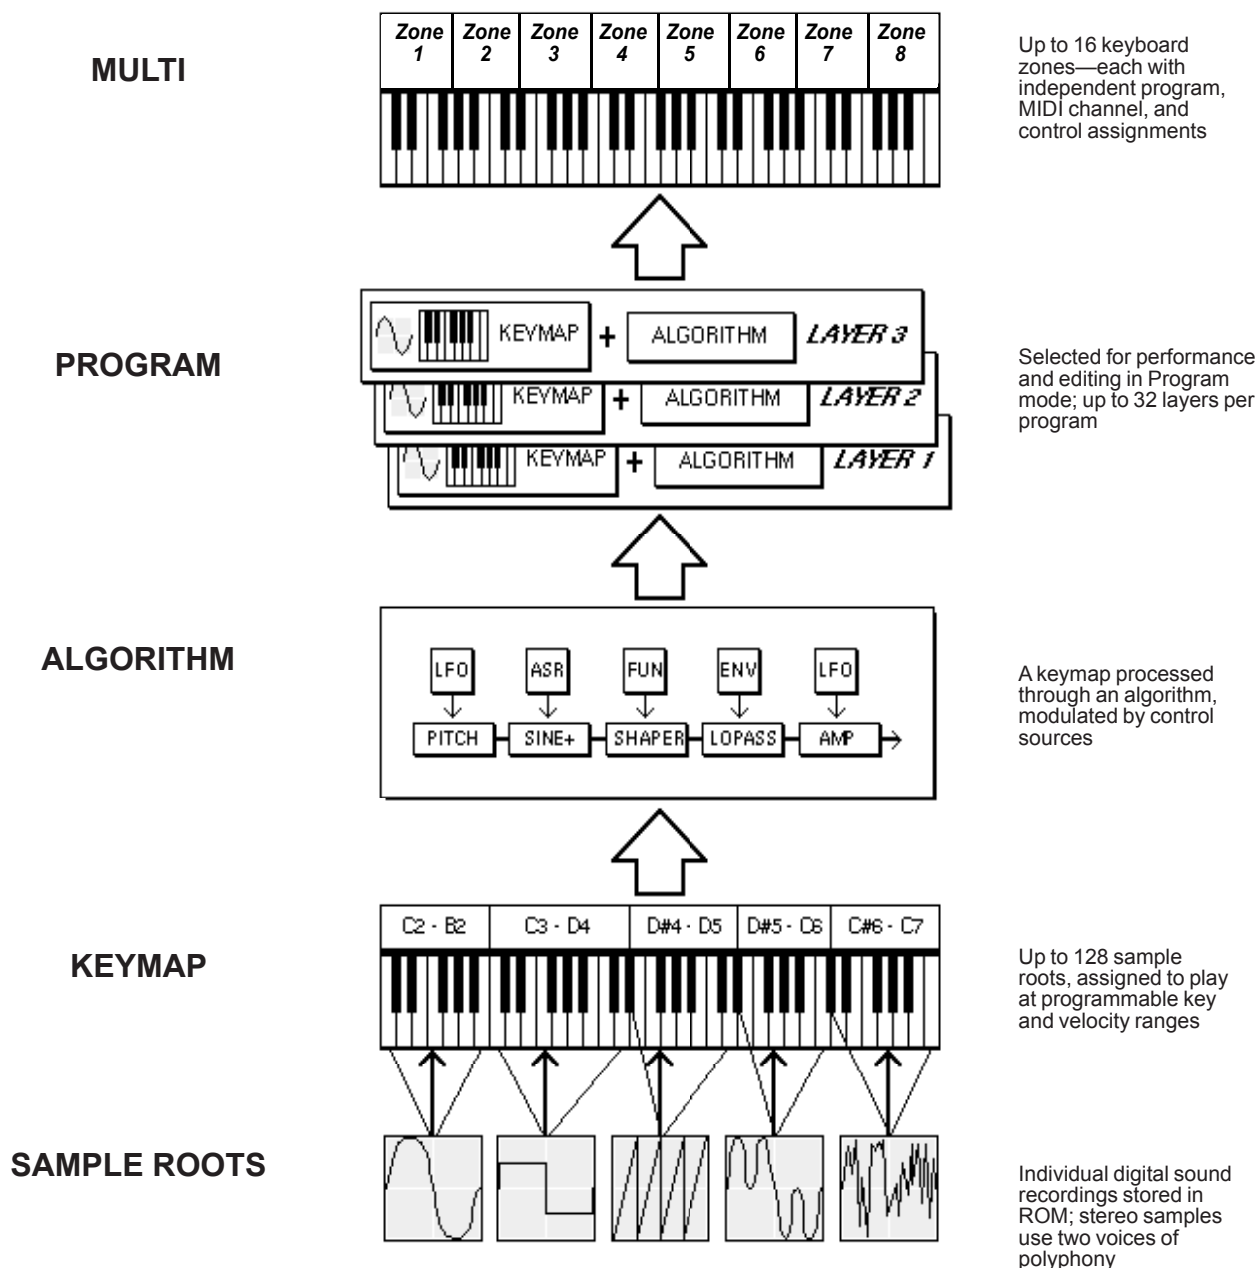 Zone Zone Zone Zone Zone Zone Zone Zone
1 2 3 4 5 6 7 8
MULTI
Up to 16 keyboard
zones—each with
independent program,
MIDI channel, and
control assignments
KEYMAP + ALGORITHM LAYER 3
KEYMAP + ALGORITHM LAYER 2
KEYMAP + ALGORITHM LAYER 1
PROGRAM
Selected for performance
and editing in Program
mode; up to 32 layers per
program
ALGORITHM
LFO ASR FUN ENV LFO
PITCH SINE+ SHAPER LOPASS AMP
A keymap processed
through an algorithm,
modulated by control
sources
C2 - B2 C3 - D4 D#4 - D5 D#5 - C6 C#6 - C7
KEYMAP
Up to 128 sample
roots, assigned to play
at programmable key
and velocity ranges
SAMPLE ROOTS
Individual digital sound
recordings stored in
ROM; stereo samples
use two voices of
polyphony